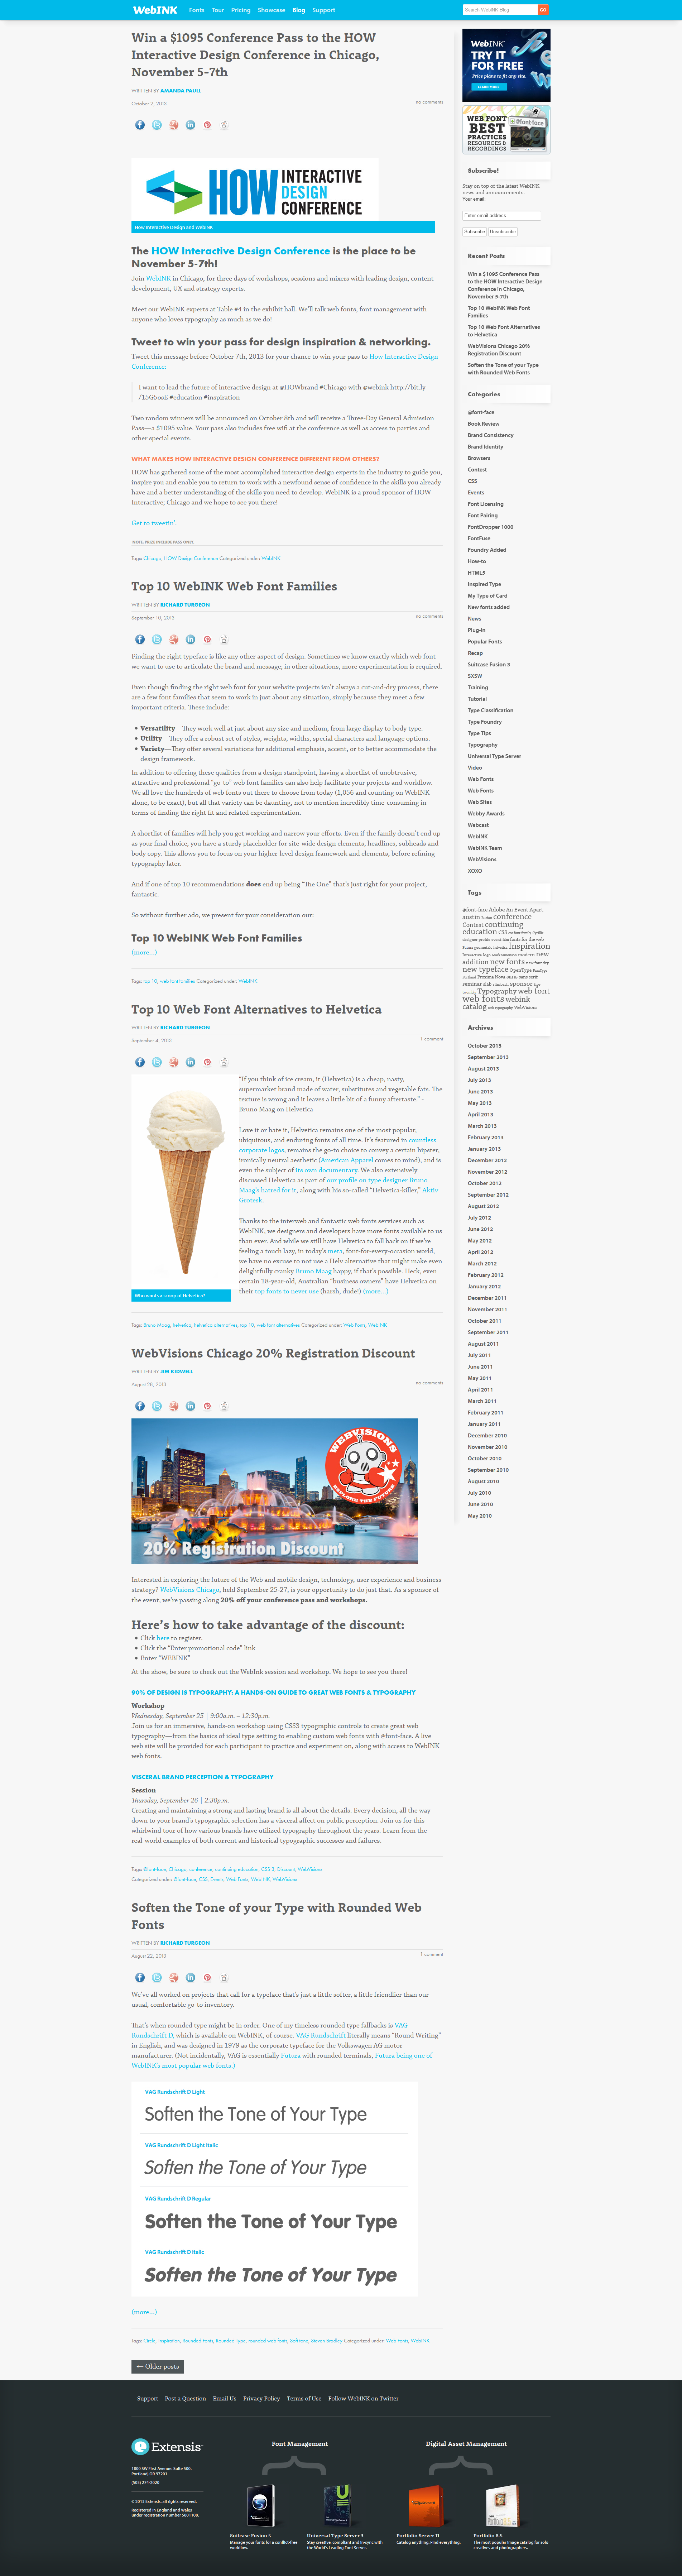 WebINK
Fonts Tour Pricing Showcase Blog Support
Search WebINK Blog GO
Win a $1095 Conference Pass to the HOW
Interactive Design Conference in Chicago,
November 5-7th
WRITTEN BY AMANDA PAULL
October 2, 2013
no comments
HOW INTERACTIVE
DESIGN
CONFERENCE
How Interactive Design and WebINK
The HOW Interactive Design Conference is the place to be
November 5-7th!
Join WebINK in Chicago, for three days of workshops, sessions and mixers with leading design, content
development, UX and strategy experts.
Meet our WebINK experts at Table #4 in the exhibit hall. We'll talk web fonts, font management with
anyone who loves typography as much as we do!
Tweet to win your pass for design inspiration & networking.
Tweet this message before October 7th, 2013 for your chance to win your pass to How Interactive Design
Conference:
I want to lead the future of interactive design at @HOWbrand #Chicago with @webink http://bit.ly
/15G5osE #education #inspiration
Two random winners will be announced on October 8th and will receive a Three-Day General Admission
Pass—a $1095 value. Your pass also includes free wifi at the conference as well as access to parties and
other special events.
WHAT MAKES HOW INTERACTIVE DESIGN CONFERENCE DIFFERENT FROM OTHERS?
HOW has gathered some of the most accomplished interactive design experts in the industry to guide you,
inspire you and enable you to return to work with a newfound sense of confidence in the skills you already
have and a better understanding of the skills you need to develop. WebINK is a proud sponsor of HOW
Interactive; Chicago and we hope to see you there!
Get to tweetin'.
NOTE: PRIZE INCLUDES PASS ONLY.
Tags: Chicago, HOW Design Conference Categorized under: WebINK
Top 10 WebINK Web Font Families
WRITTEN BY RICHARD TURGEON
September 10, 2013
no comments
Finding the right typeface is like any other aspect of design. Sometimes we know exactly which web font
we want to use to articulate the brand and message; in other situations, more experimentation is required.
Even though finding the right web font for your website projects isn't always a cut-and-dry process, there
are a few font families that seem to work in just about any situation, simply because they meet a few
important criteria. These include:
• Versatility—They work well at just about any size and medium, from large display to body type.
• Utility—They offer a robust set of styles, weights, widths, special characters and language options.
• Variety—They offer several variations for additional emphasis, accent, or to better accommodate the
design framework.
In addition to offering these qualities from a design standpoint, having a shortlist of unobtrusive,
attractive and professional "go-to" web font families can also help facilitate your projects and workflow.
We all love the hundreds of web fonts out there to choose from today (1,056 and counting on WebINK
alone, to be exact), but all that variety can be daunting, not to mention increasingly time-consuming in
terms of finding the right fit and related experimentation.
A shortlist of families will help you get working and narrow your efforts. Even if the family doesn't end up
as your final choice, you have a sturdy placeholder for site-wide design elements, headlines, subheads and
body copy. This allows you to focus on your higher-level design framework and elements, before refining
typography later.
And if one of top 10 recommendations does end up being "The One" that's just right for your project,
fantastic.
So without further ado, we present for your consideration our:
Top 10 WebINK Web Font Families
(more...)
Tags: top 10, web font families Categorized under: WebINK
Top 10 Web Font Alternatives to Helvetica
WRITTEN BY RICHARD TURGEON
September 4, 2013
1 comment
"If you think of ice cream, it (Helvetica) is a cheap, nasty,
supermarket brand made of water, substitutes and vegetable fats. The
texture is wrong and it leaves a little bit of a funny aftertaste." -
Bruno Maag on Helvetica
Love it or hate it, Helvetica remains one of the most popular,
ubiquitous, and enduring fonts of all time. It's featured in countless
corporate logos, remains the go-to choice to convey a certain hipster,
ironically neutral aesthetic (American Apparel comes to mind), and is
even the subject of its own documentary. We also extensively
discussed Helvetica as part of our profile on type designer Bruno
Maag's hatred for it, along with his so-called "Helvetica-killer," Aktiv
Grotesk.
Thanks to the interweb and fantastic web fonts services such as
WebINK, we designers and developers have more fonts available to us
than ever. And while we still have Helvetica to fall back on if we're
feeling a touch lazy, in today's meta, font-for-every-occasion world,
we have no excuse to not use a Helv alternative that might make even
delightfully cranky Bruno Maag happy, if that's possible. Heck, even
certain 18-year-old, Australian "business owners" have Helvetica on
their top fonts to never use (harsh, dude!) (more...)
Who wants a scoop of Helvetica?
Tags: Bruno Maag, helvetica, helvetica alternatives, top 10, web font alternatives Categorized under: Web Fonts, WebINK
WebVisions Chicago 20% Registration Discount
WRITTEN BY JIM KIDWELL
August 28, 2013
no comments
WEBVISIONS
EXPLORE THE FUTURE
20% Registration Discount
Interested in exploring the future of the Web and mobile design, technology, user experience and business
strategy? WebVisions Chicago, held September 25-27, is your opportunity to do just that. As a sponsor of
the event, we're passing along 20% off your conference pass and workshops.
Here's how to take advantage of the discount:
• Click here to register.
• Click the "Enter promotional code" link
• Enter "WEBINK"
At the show, be sure to check out the WebInk session and workshop. We hope to see you there!
90% OF DESIGN IS TYPOGRAPHY: A HANDS-ON GUIDE TO GREAT WEB FONTS & TYPOGRAPHY
Workshop
Wednesday, September 25 | 9:00a.m. – 12:30p.m.
Join us for an immersive, hands-on workshop using CSS3 typographic controls to create great web
typography—from the basics of ideal type setting to enabling custom web fonts with @font-face. A live
web site will be provided for each participant to practice and experiment on, along with access to WebINK
web fonts.
VISCERAL BRAND PERCEPTION & TYPOGRAPHY
Session
Thursday, September 26 | 2:30p.m.
Creating and maintaining a strong and lasting brand is all about the details. Every decision, all the way
down to your brand's typographic selection has a visceral affect on public perception. Join us for this
whirlwind tour of how various brands have utilized typography throughout the years. Learn from the
real-world examples of both current and historical typographic successes and failures.
Tags: @font-face, Chicago, conference, continuing education, CSS 3, Discount, WebVisions
Categorized under: @font-face, CSS, Events, Web Fonts, WebINK, WebVisions
Soften the Tone of your Type with Rounded Web
Fonts
WRITTEN BY RICHARD TURGEON
August 22, 2013
1 comment
We've all worked on projects that call for a typeface that's just a little softer, a little friendlier than our
usual, comfortable go-to inventory.
That's when rounded type might be in order. One of my timeless rounded type fallbacks is VAG
Rundschrift D, which is available on WebINK, of course. VAG Rundschrift literally means "Round Writing"
in English, and was designed in 1979 as the corporate typeface for the Volkswagen AG motor
manufacturer. (Not incidentally, VAG is essentially Futura with rounded terminals, Futura being one of
WebINK's most popular web fonts.)
VAG Rundschrift D Light
Soften the Tone of Your Type
VAG Rundschrift D Light Italic
Soften the Tone of Your Type
VAG Rundschrift D Regular
Soften the Tone of Your Type
VAG Rundschrift D Italic
Soften the Tone of Your Type
(more...)
Tags: Circle, inspiration, Rounded Fonts, Rounded Type, rounded web fonts, Soft tone, Steven Bradley Categorized under: Web Fonts, WebINK
← Older posts
WebINK
TRY IT
FOR FREE
Price plans to fit any site.
LEARN MORE
WEB FONT
BEST
PRACTICES
RESOURCES &
RECORDINGS
@font-face
Subscribe!
Stay on top of the latest WebINK
news and announcements.
Your email:
Enter email address...
Subscribe Unsubscribe
Recent Posts
Win a $1095 Conference Pass
to the HOW Interactive Design
Conference in Chicago,
November 5-7th
Top 10 WebINK Web Font
Families
Top 10 Web Font Alternatives
to Helvetica
WebVisions Chicago 20%
Registration Discount
Soften the Tone of your Type
with Rounded Web Fonts
Categories
@font-face
Book Review
Brand Consistency
Brand Identity
Browsers
Contest
CSS
Events
Font Licensing
Font Pairing
FontDropper 1000
FontFuse
Foundry Added
How-to
HTML5
Inspired Type
My Type of Card
New fonts added
News
Plug-in
Popular Fonts
Recap
Suitcase Fusion 3
SXSW
Training
Tutorial
Type Classification
Type Foundry
Type Tips
Typography
Universal Type Server
Video
Web Fonts
Web Fonts
Web Sites
Webby Awards
Webcast
WebINK
WebINK Team
WebVisions
XOXO
Tags
@font-face Adobe An Event Apart
austin Boston conference
Contest continuing
education CSS css font-family Cyrillic
designer profile event film fonts for the web
Futura geometric helvetica Inspiration
Interactive logo Mark Simonson modern new
addition new fonts new foundry
new typeface OpenType ParaType
Portland Proxima Nova sans sans serif
seminar slab slimbach sponsor tips
tweetify Typography web font
web fonts webink
catalog web typography WebVisions
Archives
October 2013
September 2013
August 2013
July 2013
June 2013
May 2013
April 2013
March 2013
February 2013
January 2013
December 2012
November 2012
October 2012
September 2012
August 2012
July 2012
June 2012
May 2012
April 2012
March 2012
February 2012
January 2012
December 2011
November 2011
October 2011
September 2011
August 2011
July 2011
June 2011
May 2011
April 2011
March 2011
February 2011
January 2011
December 2010
November 2010
October 2010
September 2010
August 2010
July 2010
June 2010
May 2010
Support Post a Question Email Us Privacy Policy Terms of Use Follow WebINK on Twitter
Extensis
1800 SW First Avenue, Suite 500,
Portland, OR 97201
(503) 274-2020
© 2013 Extensis, all rights reserved.
Registered in England and Wales
under registration number 5801108.
Font Management
Digital Asset Management
Suitcase Fusion 5
Manage your fonts for a conflict-free
workflow.
Universal Type Server 3
Stay creative, compliant and in-sync with
the World's Leading Font Server.
Portfolio Server 11
Catalog anything, Find everything.
Portfolio 8.5
The most popular image catalog for solo
creatives and photographers.